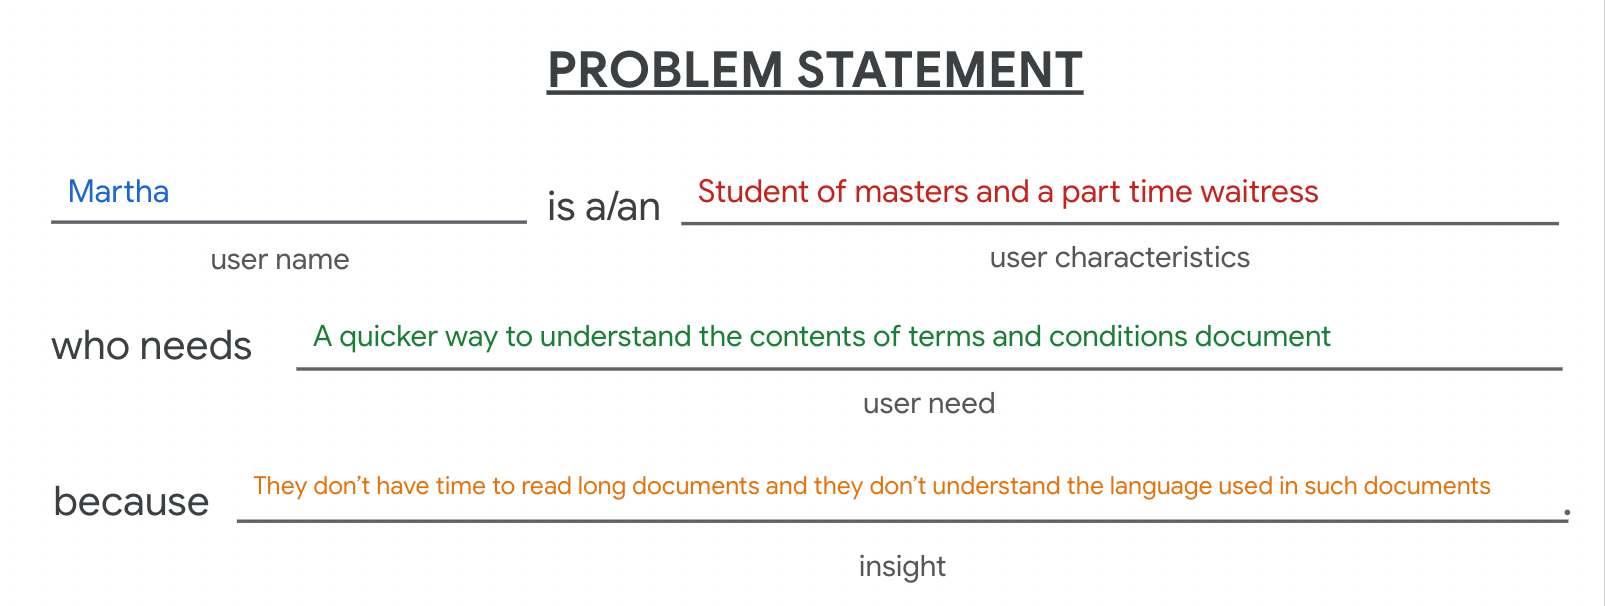 PROBLEM STATEMENT
Martha is a/an Student of masters and a part time waitress
user name user characteristics
who needs A quicker way to understand the contents of terms and conditions document
user need
because They don’t have time to read long documents and they don’t understand the language used in such documents.
insight